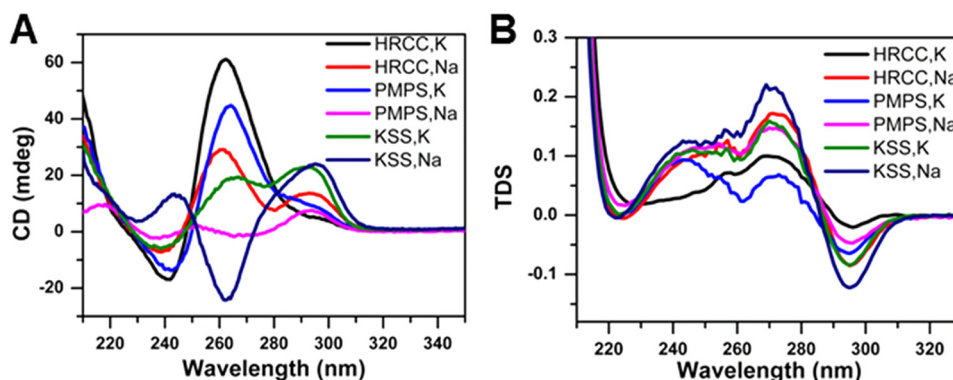 A
CD (mdeg)
60
40
20
0
-20
HRCC,K
HRCC,Na
PMPS,K
PMPS,Na
KSS,K
KSS,Na
220 240 260 280 300 320 340
Wavelength (nm)
B
TDS
0.3
0.2
0.1
0.0
-0.1
HRCC,K
HRCC,Na
PMPS,K
PMPS,Na
KSS,K
KSS,Na
220 240 260 280 300 320
Wavelength (nm)